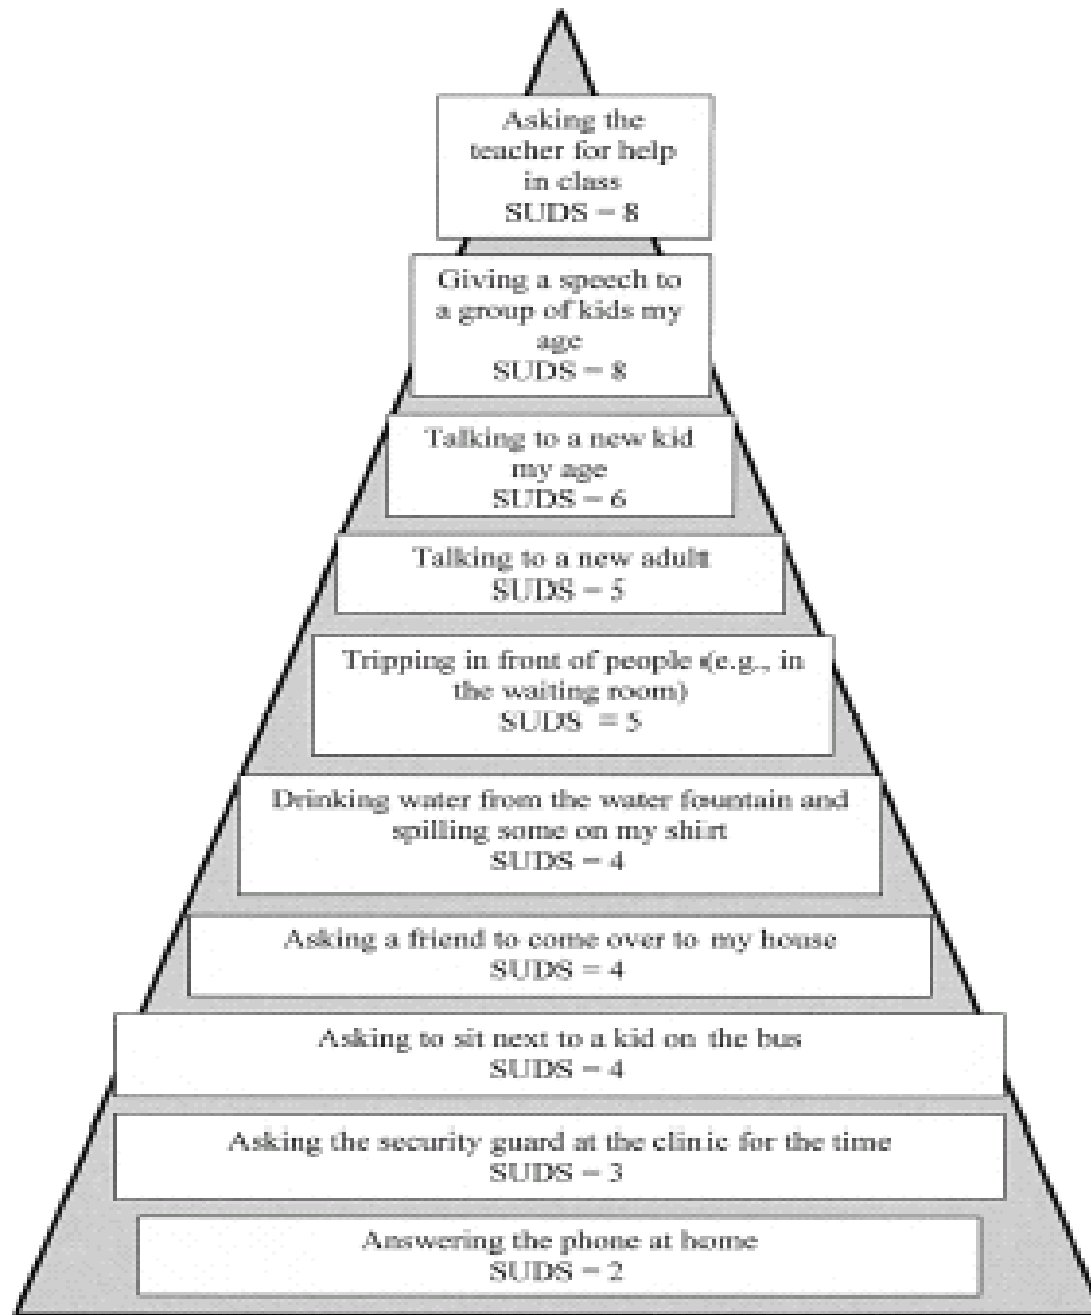 Asking the
teacher for help
in class
SUDS = 8
Giving a speech to
a group of kids my
age
SUDS = 8
Talking to a new kid
my age
SUDS = 6
Talking to a new adult
SUDS = 5
Tripping in front of people (e.g., in
the waiting room)
SUDS = 5
Drinking water from the water fountain and
spilling some on my shirt
SUDS = 4
Asking a friend to come over to my house
SUDS = 4
Asking to sit next to a kid on the bus
SUDS = 4
Asking the security guard at the clinic for the time
SUDS = 3
Answering the phone at home
SUDS = 2